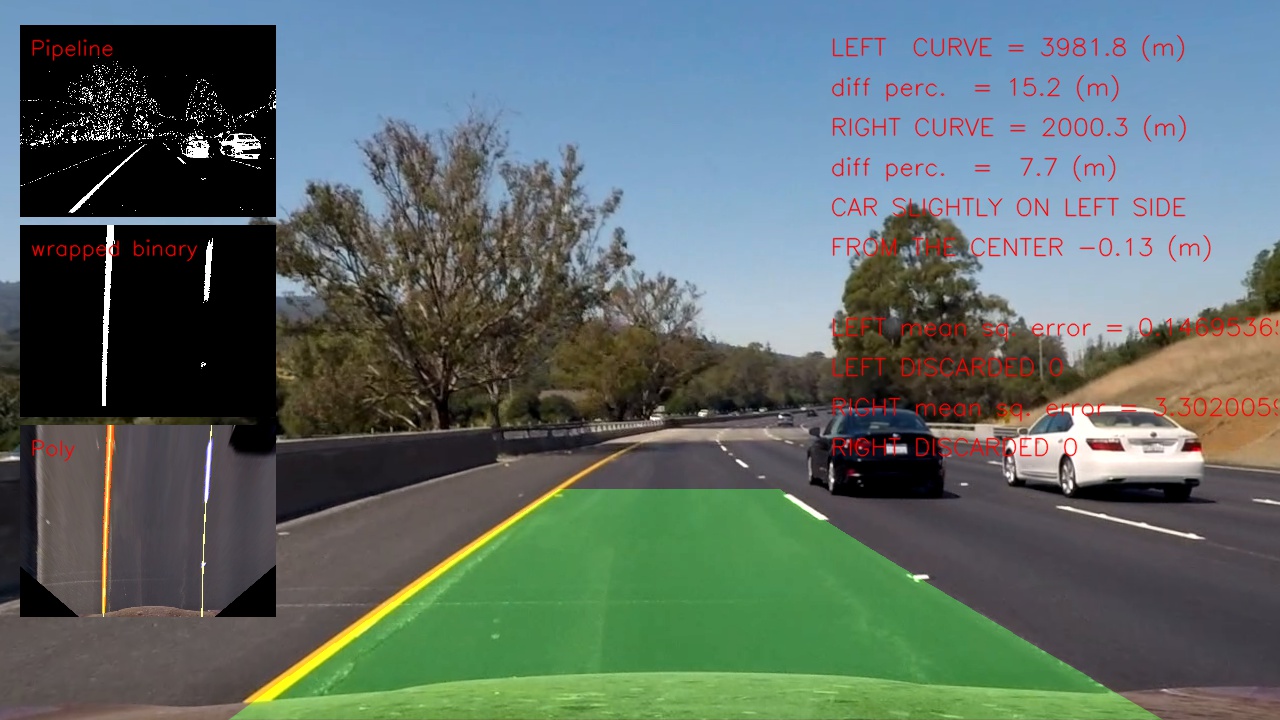 Pipeline
wrapped binary
Poly
LEFT  CURVE = 3981.8 (m)
diff perc.  = 15.2 (m)
RIGHT CURVE = 2000.3 (m)
diff perc.  =  7.7 (m)
CAR SLIGHTLY ON LEFT SIDE
FROM THE CENTER -0.13 (m)
LEFT mean sq. error = 0.1469536
LEFT DISCARDED 0
RIGHT mean sq. error = 3.302005
RIGHT DISCARDED 0